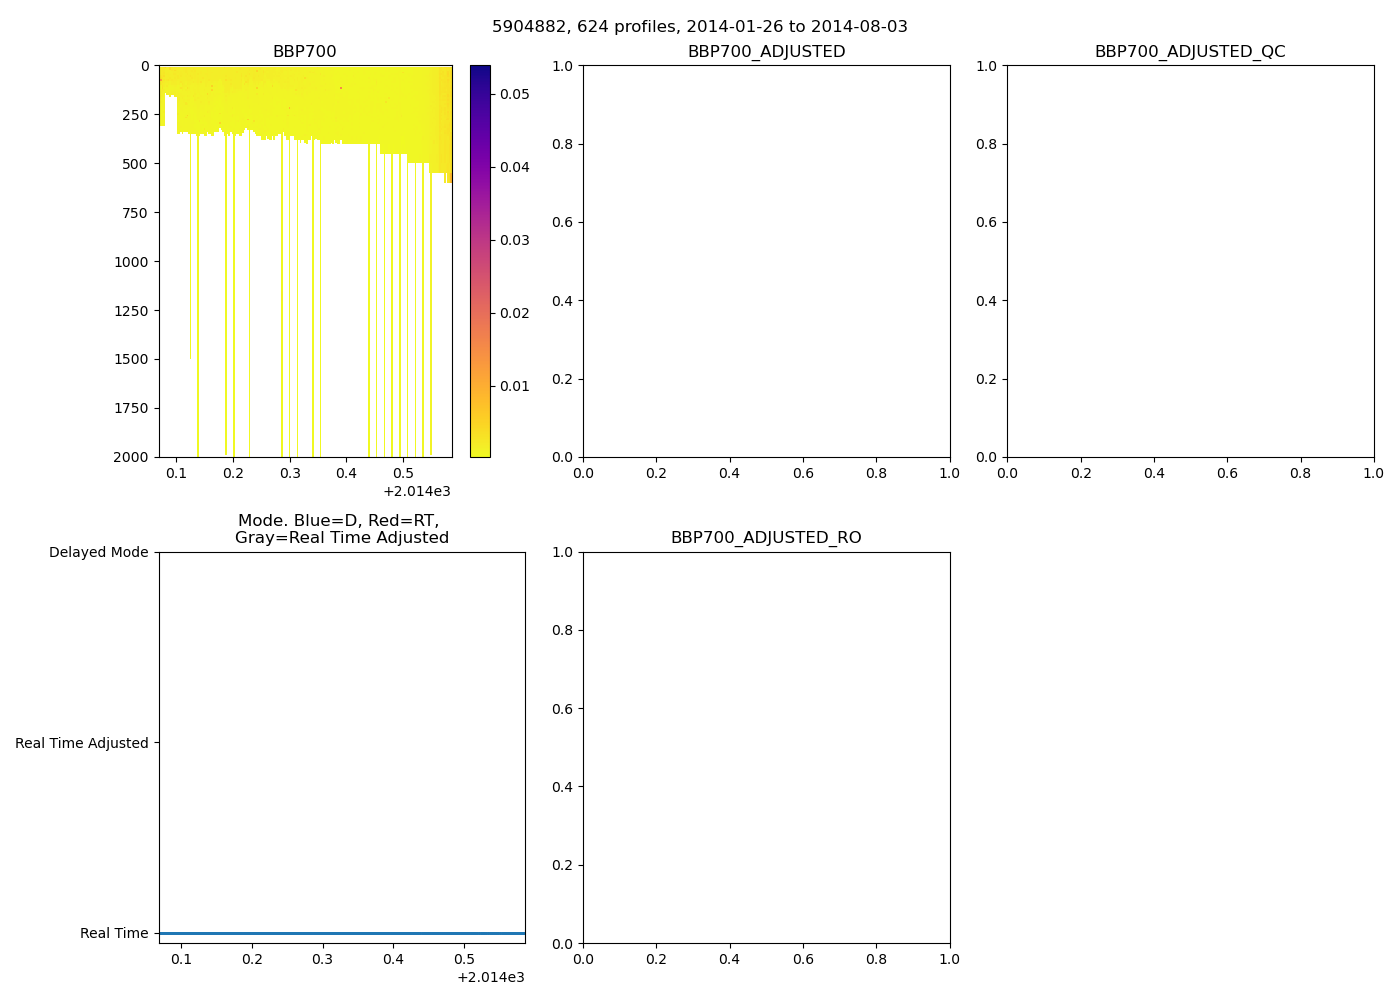 5904882, 624 profiles, 2014-01-26 to 2014-08-03
BBP700
0
250
500
750
1000
1250
1500
1750
2000
0.1 0.2 0.3 0.4 0.5
+2.014e3
0.05
0.04
0.03
0.02
0.01
BBP700_ADJUSTED
1.0
0.8
0.6
0.4
0.2
0.0
0.0 0.2 0.4 0.6 0.8 1.0
BBP700_ADJUSTED_QC
1.0
0.8
0.6
0.4
0.2
0.0
0.0 0.2 0.4 0.6 0.8 1.0
Mode. Blue=D, Red=RT,
Gray=Real Time Adjusted
Delayed Mode
Real Time Adjusted
Real Time
0.1 0.2 0.3 0.4 0.5
+2.014e3
BBP700_ADJUSTED_RO
1.0
0.8
0.6
0.4
0.2
0.0
0.0 0.2 0.4 0.6 0.8 1.0